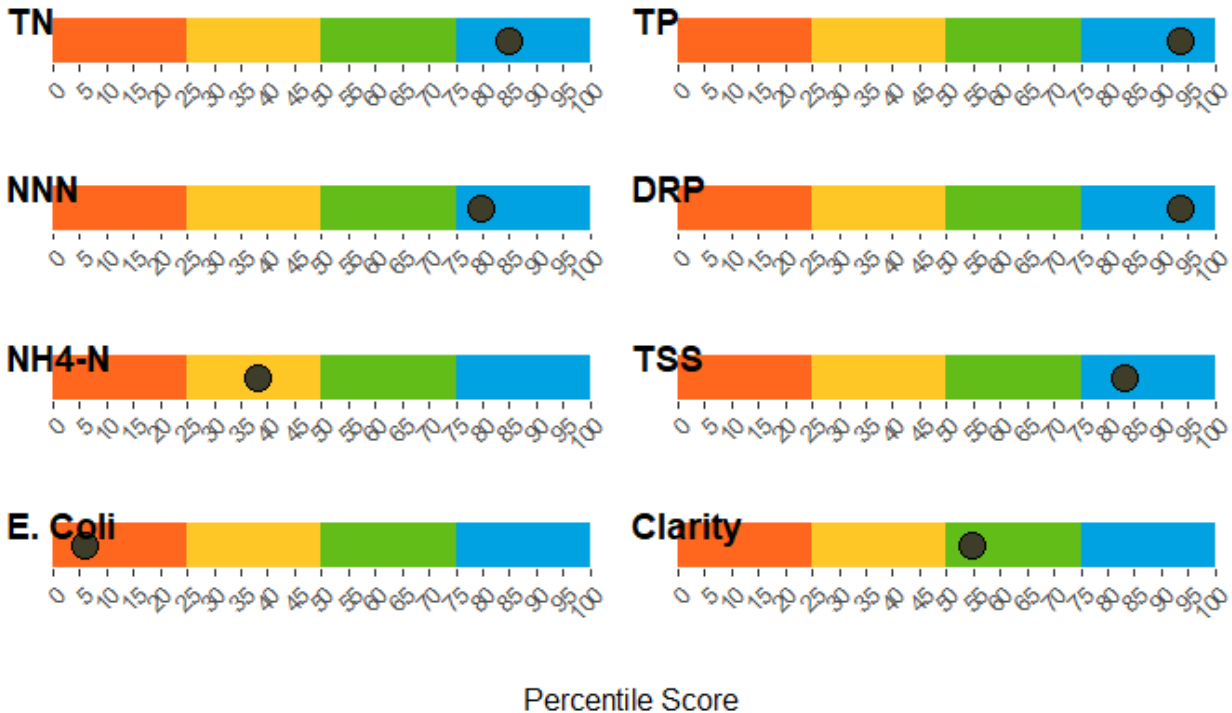 TN
0 5 10 15 20 25 30 35 40 45 50 55 60 65 70 75 80 85 90 95 100
TP
0 5 10 15 20 25 30 35 40 45 50 55 60 65 70 75 80 85 90 95 100
NNN
0 5 10 15 20 25 30 35 40 45 50 55 60 65 70 75 80 85 90 95 100
DRP
0 5 10 15 20 25 30 35 40 45 50 55 60 65 70 75 80 85 90 95 100
NH4-N
0 5 10 15 20 25 30 35 40 45 50 55 60 65 70 75 80 85 90 95 100
TSS
0 5 10 15 20 25 30 35 40 45 50 55 60 65 70 75 80 85 90 95 100
E. Coli
0 5 10 15 20 25 30 35 40 45 50 55 60 65 70 75 80 85 90 95 100
Clarity
0 5 10 15 20 25 30 35 40 45 50 55 60 65 70 75 80 85 90 95 100
Percentile Score